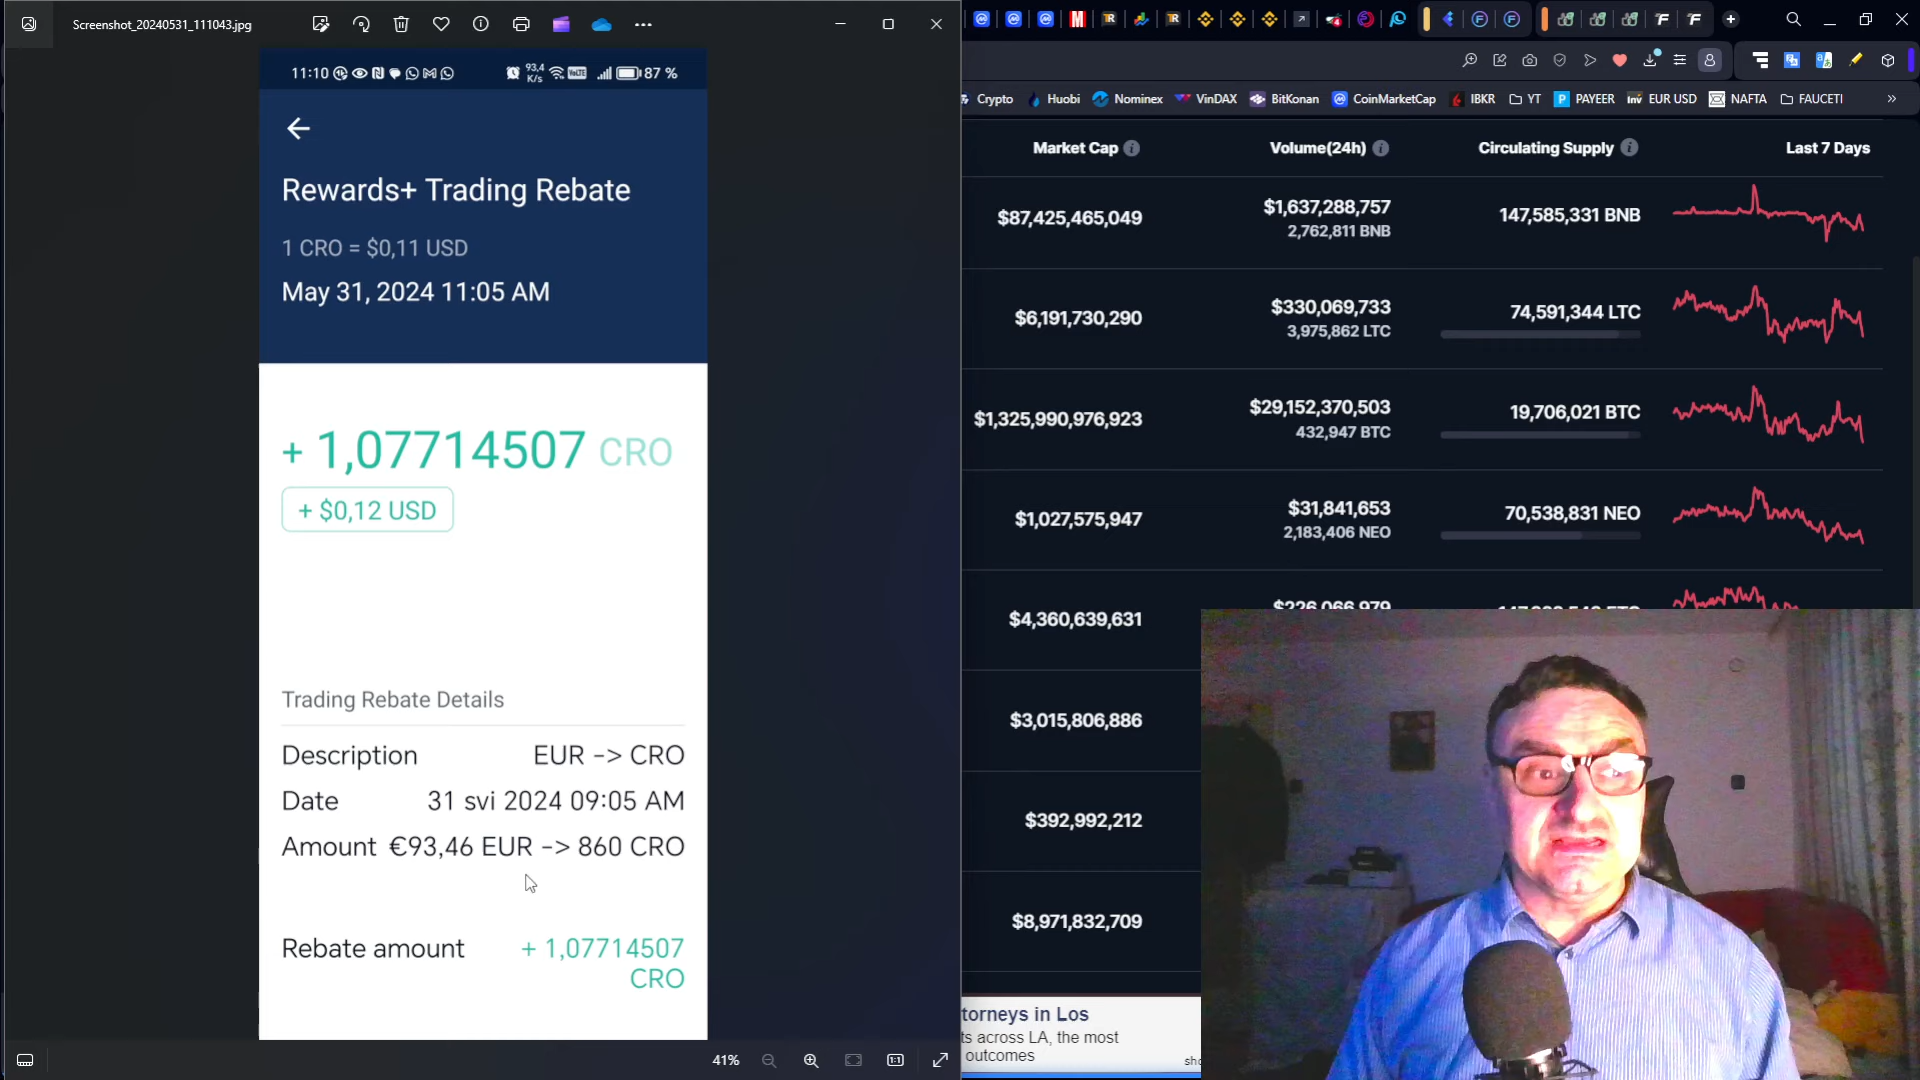 Screenshot_20240531_111043.jpg
11:10
93,4 K/s
VoLTE
87 %
Rewards+ Trading Rebate
1 CRO = $0,11 USD
May 31, 2024 11:05 AM
+ 1,07714507 CRO
+ $0,12 USD
Trading Rebate Details
Description EUR -> CRO
Date 31 svi 2024 09:05 AM
Amount €93,46 EUR -> 860 CRO
Rebate amount + 1,07714507
CRO
41%
1:1
Crypto Huobi Nominex VinDAX BitKonan CoinMarketCap IBKR YT PAYEER EUR USD NAFTA FAUCETI
Market Cap Volume(24h) Circulating Supply Last 7 Days
$87,425,465,049 $1,637,288,757 147,585,331 BNB
2,762,811 BNB
$6,191,730,290 $330,069,733 74,591,344 LTC
3,975,862 LTC
$1,325,990,976,923 $29,152,370,503 19,706,021 BTC
432,947 BTC
$1,027,575,947 $31,841,653 70,538,831 NEO
2,183,406 NEO
$4,360,639,631 $226,066,979
$3,015,806,886
$392,992,212
$8,971,832,709
torneys in Los
ts across LA, the most
outcomes